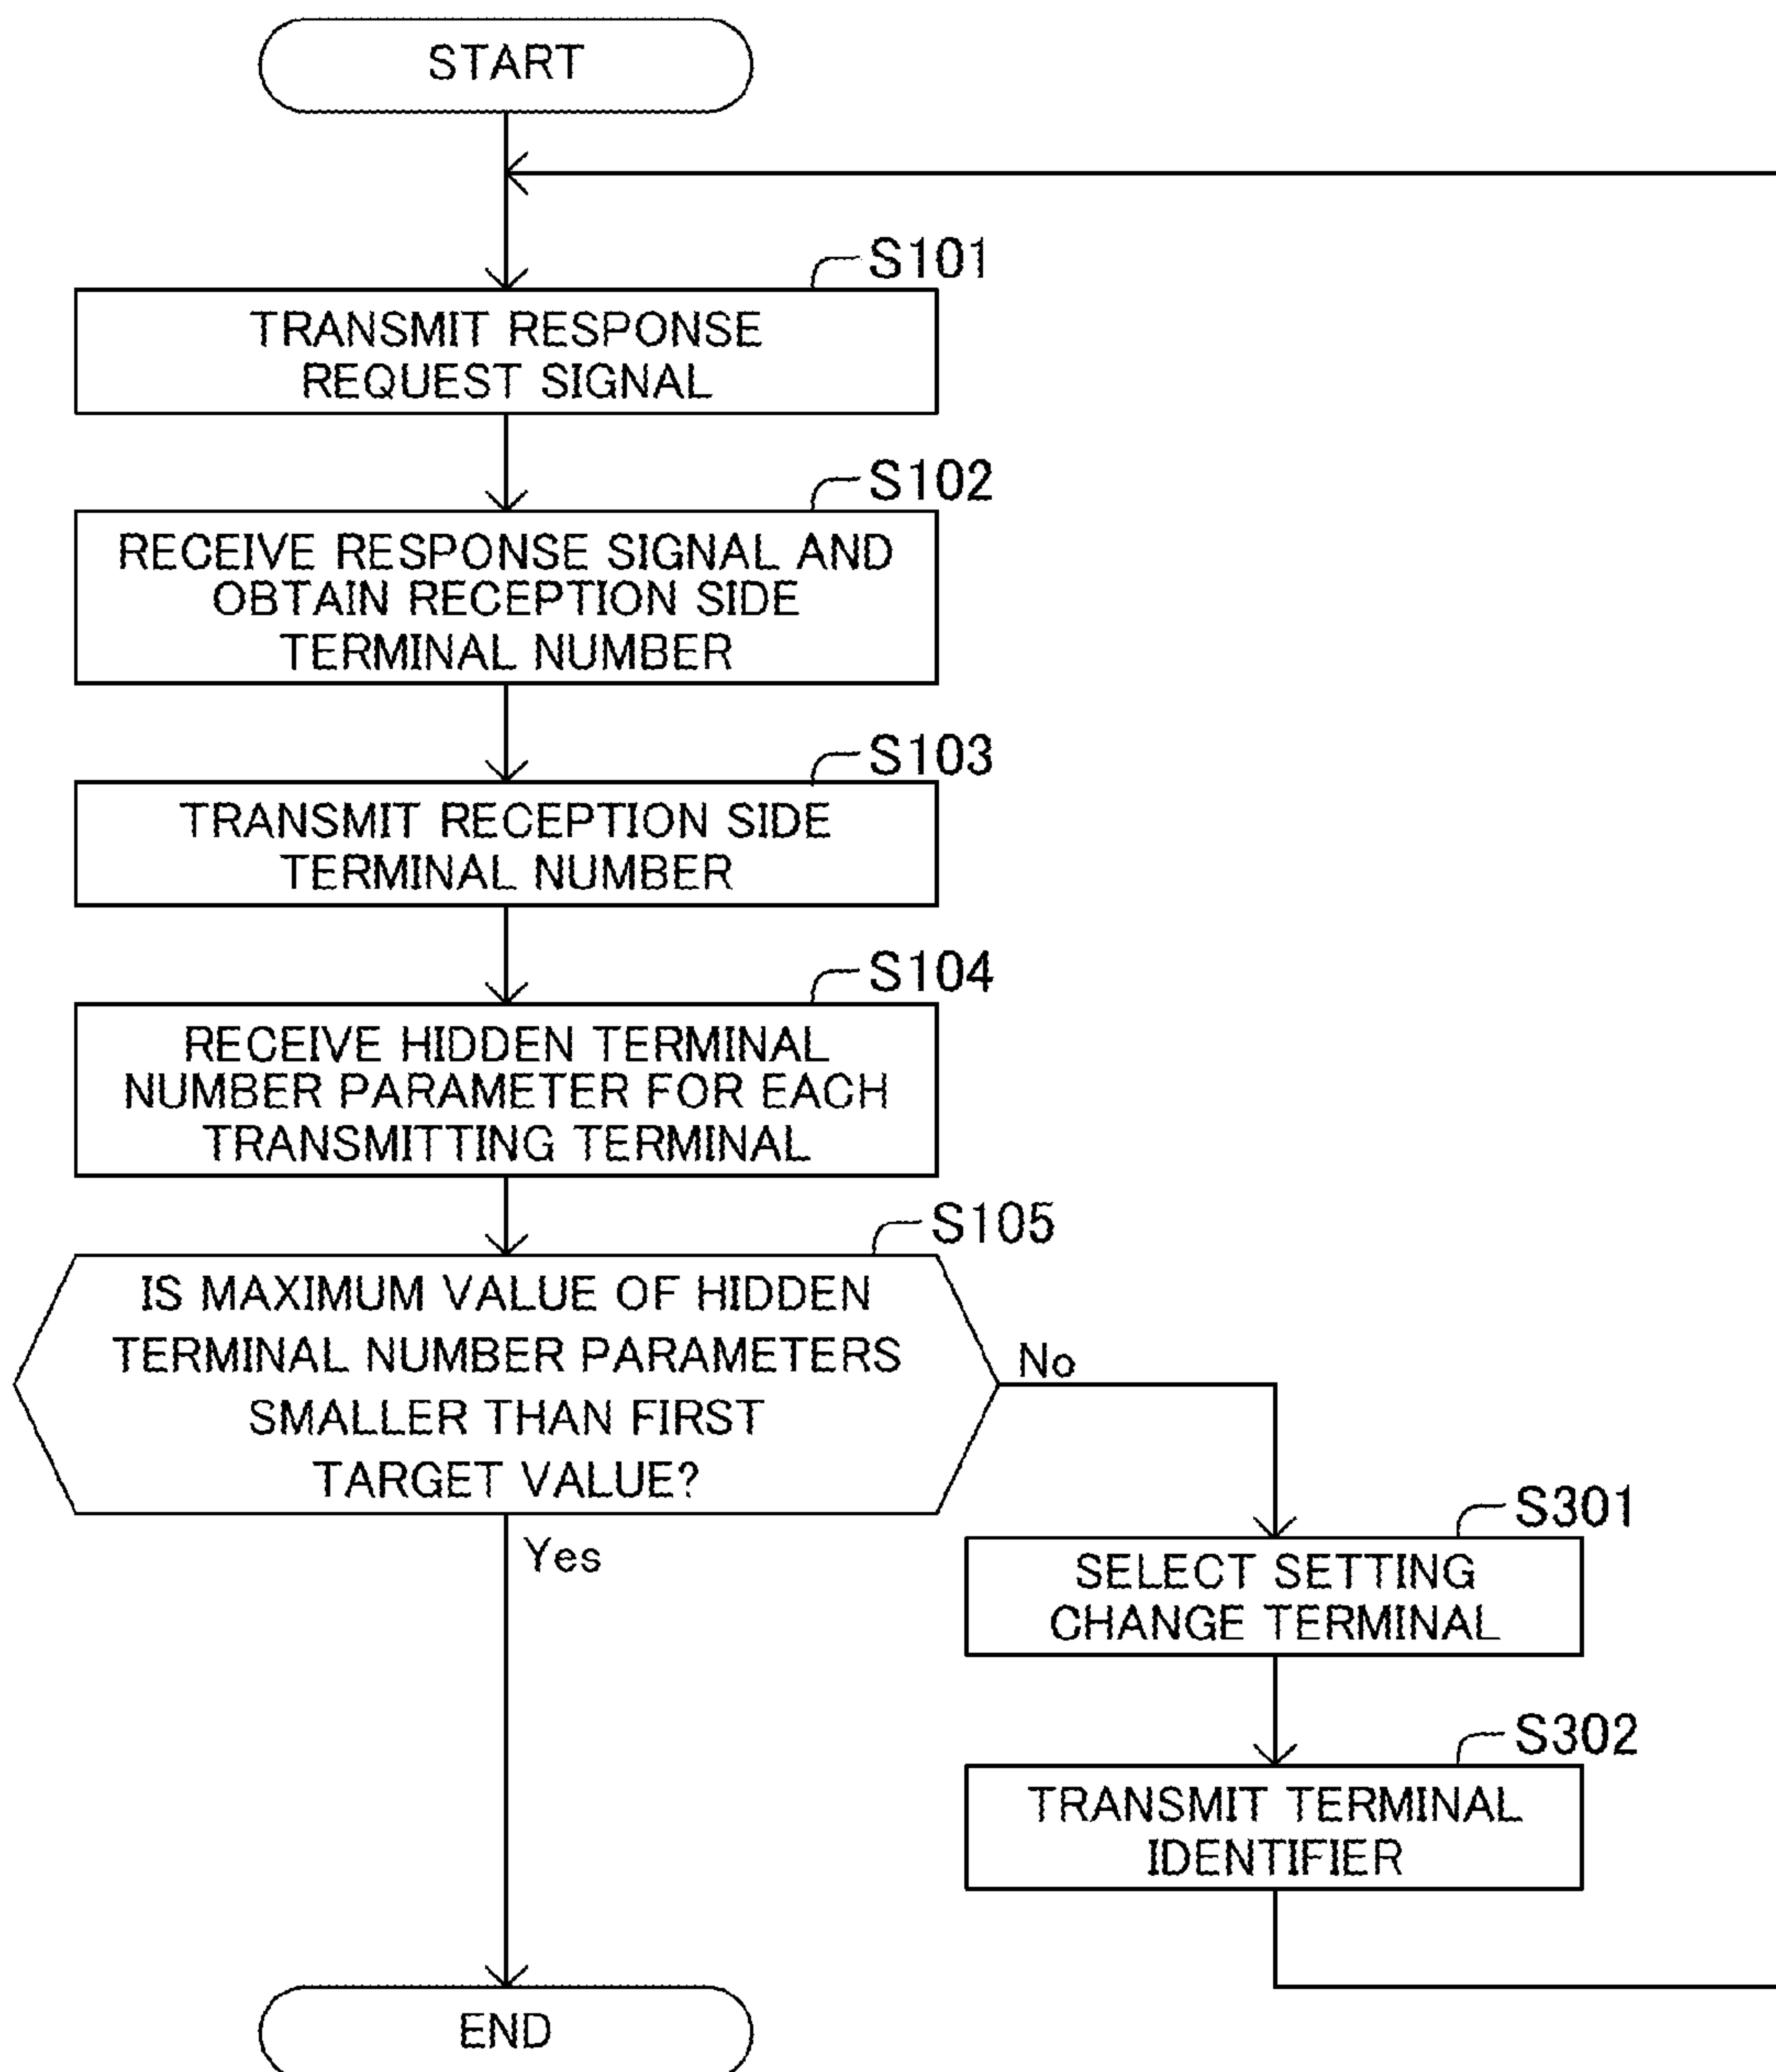 START
S101
TRANSMIT RESPONSE
REQUEST SIGNAL
S102
RECEIVE RESPONSE SIGNAL AND
OBTAIN RECEPTION SIDE
TERMINAL NUMBER
S103
TRANSMIT RECEPTION SIDE
TERMINAL NUMBER
S104
RECEIVE HIDDEN TERMINAL
NUMBER PARAMETER FOR EACH
TRANSMITTING TERMINAL
S105
IS MAXIMUM VALUE OF HIDDEN
TERMINAL NUMBER PARAMETERS
SMALLER THAN FIRST
TARGET VALUE?
No
Yes
S301
SELECT SETTING
CHANGE TERMINAL
S302
TRANSMIT TERMINAL
IDENTIFIER
END